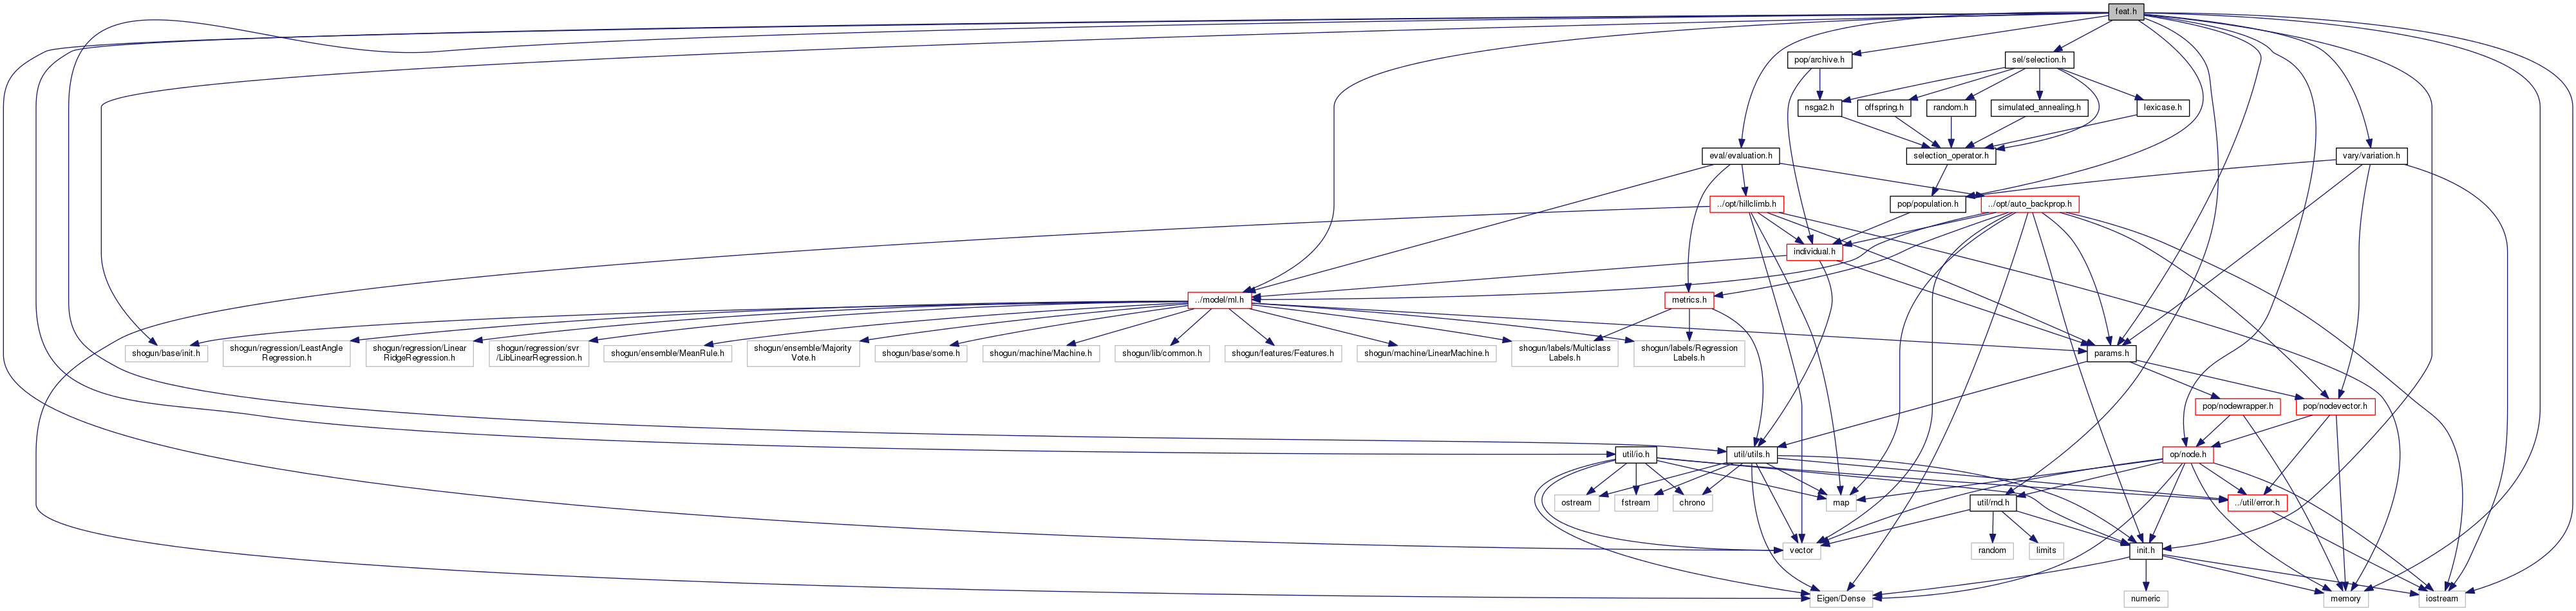 feat.h
pop/archive.h
sel/selection.h
nsga2.h
offspring.h
random.h
simulated_annealing.h
lexicase.h
eval/evaluation.h
selection_operator.h
vary/variation.h
../opt/hillclimb.h
pop/population.h
../opt/auto_backprop.h
individual.h
../model/ml.h
metrics.h
shogun/base/init.h
shogun/regression/LeastAngle
Regression.h
shogun/regression/Linear
RidgeRegression.h
shogun/regression/svr
/LibLinearRegression.h
shogun/ensemble/MeanRule.h
shogun/ensemble/Majority
Vote.h
shogun/base/some.h
shogun/machine/Machine.h
shogun/lib/common.h
shogun/features/Features.h
shogun/machine/LinearMachine.h
shogun/labels/Multiclass
Labels.h
shogun/labels/Regression
Labels.h
params.h
pop/nodewrapper.h
pop/nodevector.h
util/io.h
util/utils.h
op/node.h
ostream
fstream
chrono
map
util/rnd.h
../util/error.h
vector
random
limits
init.h
Eigen/Dense
numeric
memory
iostream